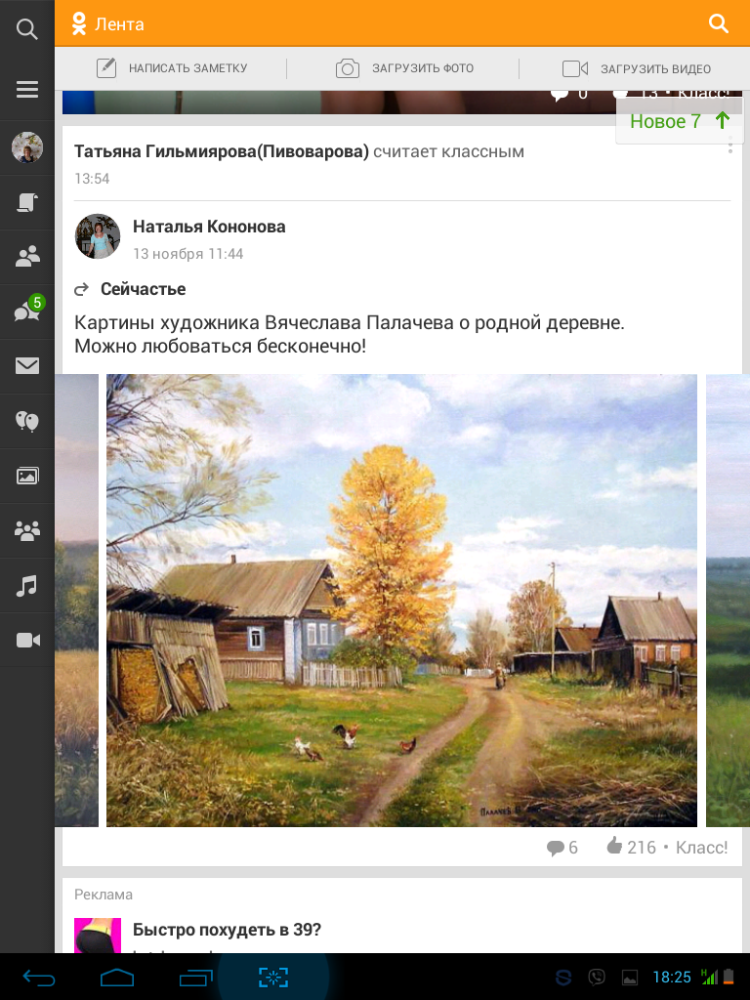 Лента
НАПИСАТЬ ЗАМЕТКУ
ЗАГРУЗИТЬ ФОТО
ЗАГРУЗИТЬ ВИДЕО
0 13 • Класс!
Новое 7
Татьяна Гильмиярова(Пивоварова) считает классным
13:54
Наталья Кононова
13 ноября 11:44
Сейчастье
5
Картины художника Вячеслава Палачева о родной деревне.
Можно любоваться бесконечно!
Палачев В
6 216 • Класс!
Реклама
Быстро похудеть в 39?
18:25 H